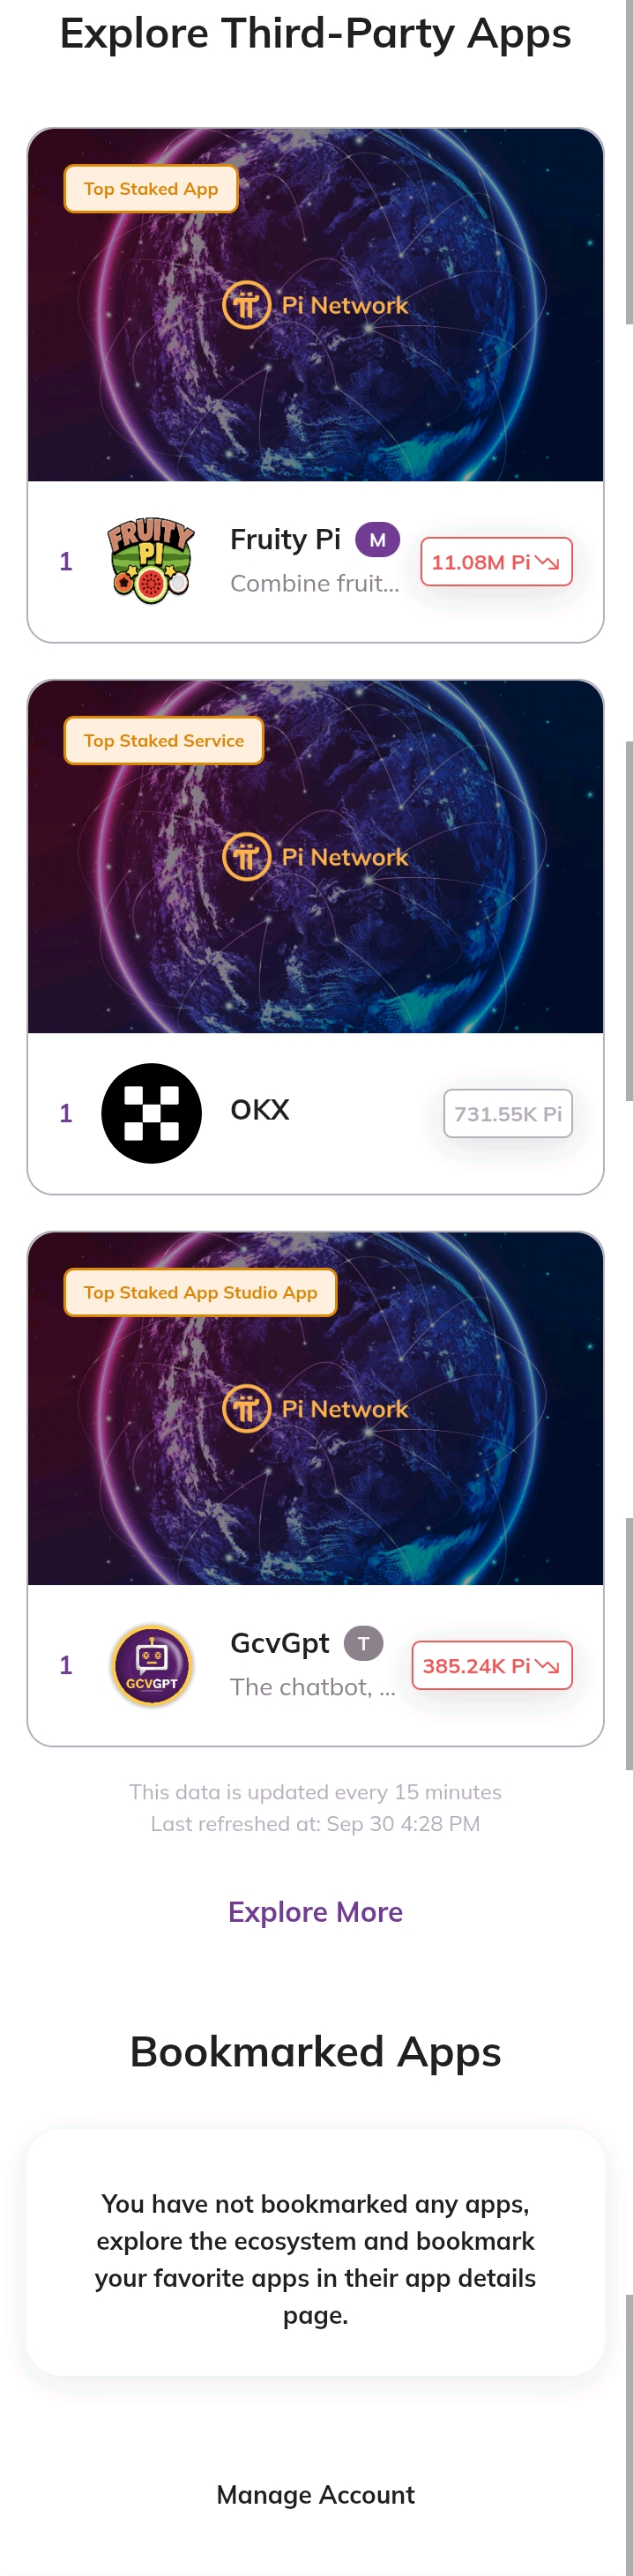 Explore Third-Party Apps
Top Staked App
Pi Network
1
FRUITY
PI
Fruity Pi M
Combine fruit...
11.08M Pi
Top Staked Service
Pi Network
1
OKX
731.55K Pi
Top Staked App Studio App
Pi Network
1
GCVGPT
GcvGpt T
The chatbot, ...
385.24K Pi
This data is updated every 15 minutes
Last refreshed at: Sep 30 4:28 PM
Explore More
Bookmarked Apps
You have not bookmarked any apps,
explore the ecosystem and bookmark
your favorite apps in their app details
page.
Manage Account